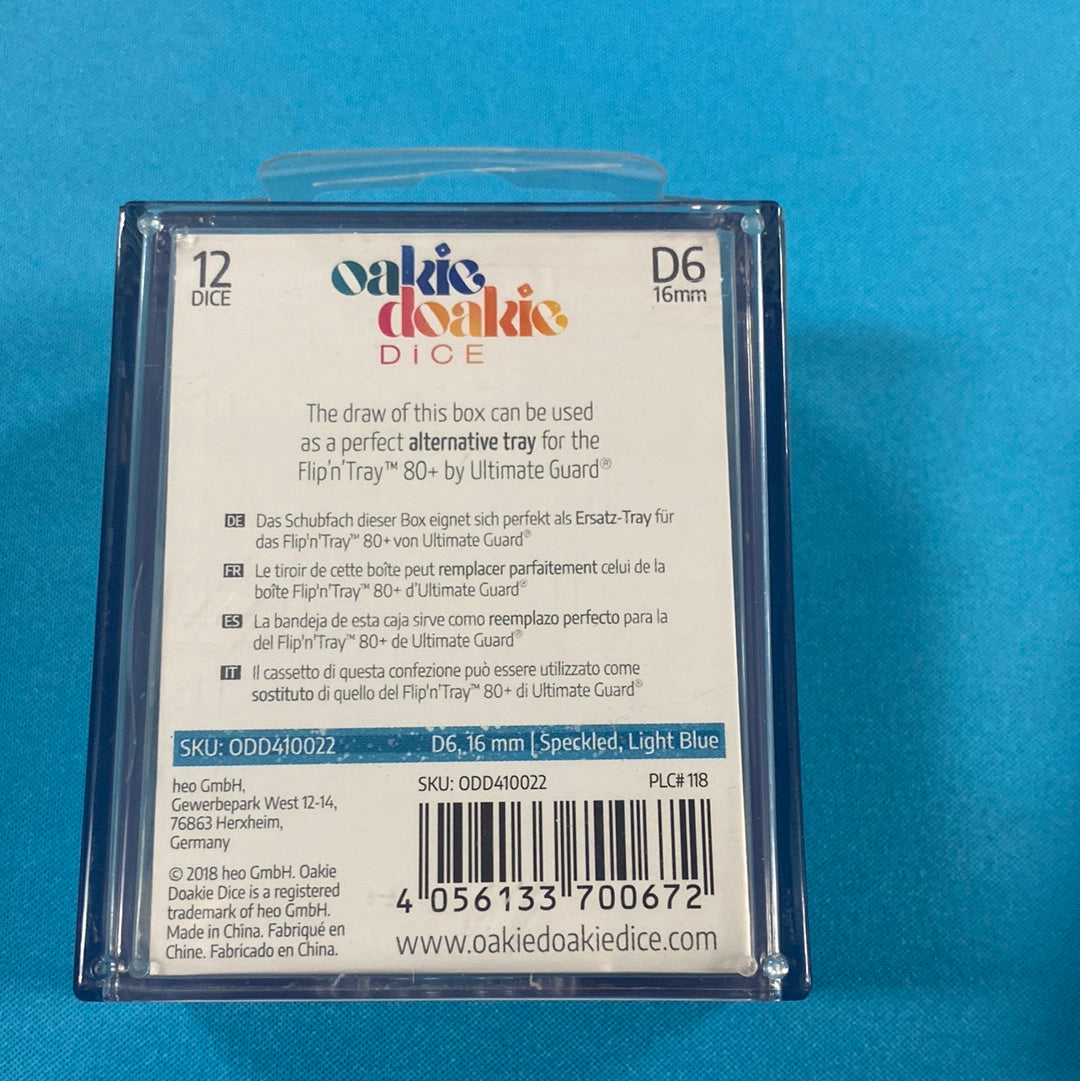 12
DICE
oakie
doakie
DiCE
D6
16mm
The draw of this box can be used
as a perfect alternative tray for the
Flip'n'Tray™ 80+ by Ultimate Guard®
DE Das Schubfach dieser Box eignet sich perfekt als Ersatz-Tray für
das Flip'n'Tray™ 80+ von Ultimate Guard®
FR Le tiroir de cette boîte peut remplacer parfaitement celui de la
boîte Flip'n'Tray™ 80+ d'Ultimate Guard®
ES La bandeja de esta caja sirve como reemplazo perfecto para la
del Flip'n'Tray™ 80+ de Ultimate Guard®
IT Il cassetto di questa confezione può essere utilizzato come
sostituto di quello del Flip'n'Tray™ 80+ di Ultimate Guard®
SKU: ODD410022 D6, 16 mm | Speckled, Light Blue
heo GmbH,
Gewerbepark West 12-14,
76863 Herxheim,
Germany
© 2018 heo GmbH. Oakie
Doakie Dice is a registered
trademark of heo GmbH.
Made in China. Fabriqué en
Chine. Fabricado en China.
SKU: ODD410022 PLC# 118
4 056133 700672
www.oakiedoakiedice.com